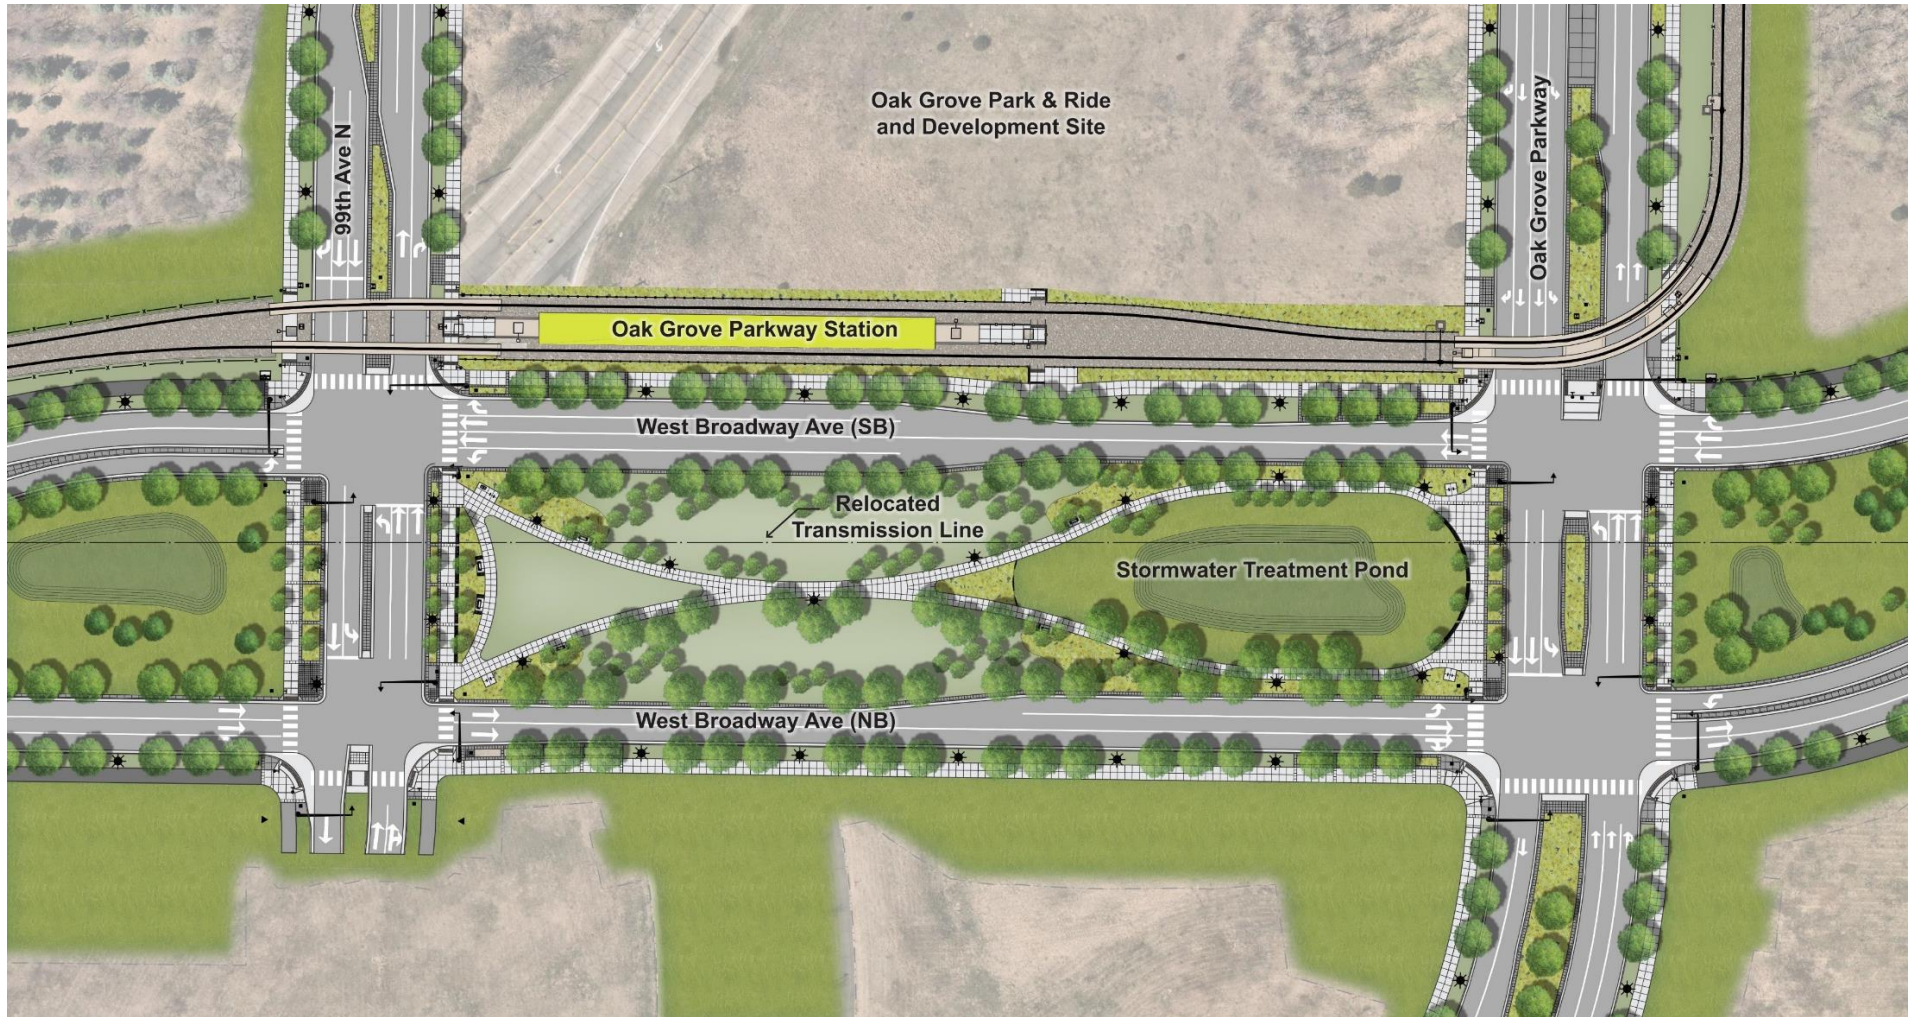 Oak Grove Park & Ride
and Development Site
99th Ave N
Oak Grove Parkway
Oak Grove Parkway Station
West Broadway Ave (SB)
Relocated
Transmission Line
Stormwater Treatment Pond
West Broadway Ave (NB)